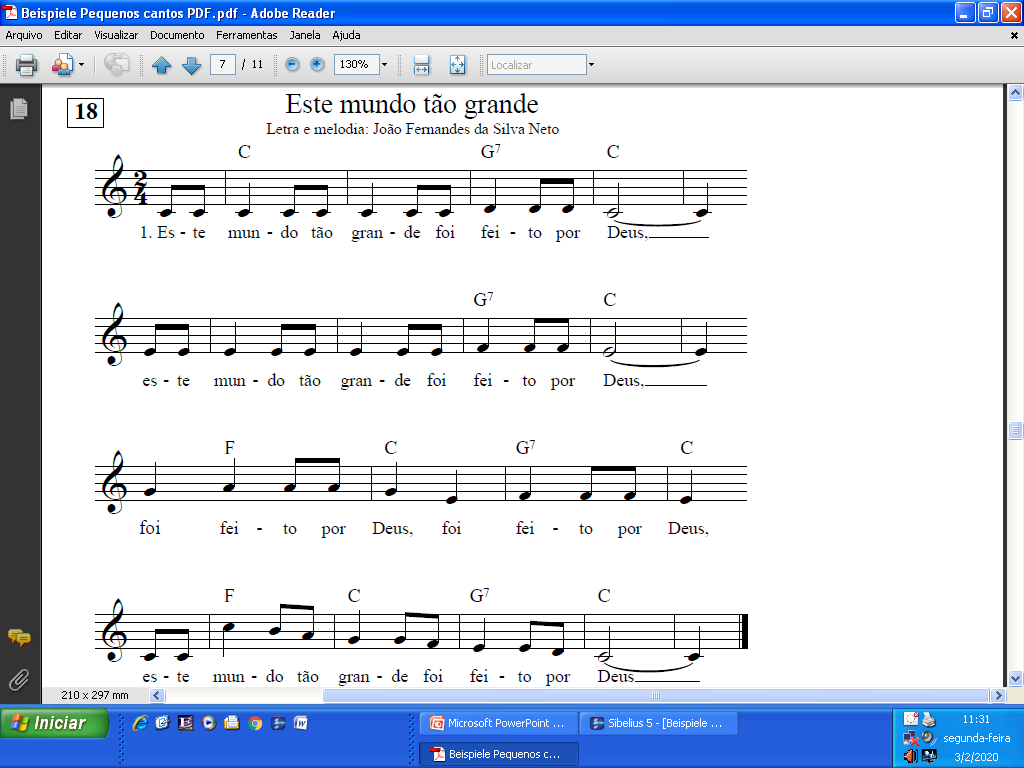 Beispiele Pequenos cantos PDF.pdf - Adobe Reader
Arquivo Editar Visualizar Documento Ferramentas Janela Ajuda
7 / 11 130% Localizar
18
Este mundo tão grande
Letra e melodia: João Fernandes da Silva Neto
C G7 C
2
4
1. Es - te mun - do tão gran - de foi fei - to por Deus,
G7 C
es - te mun - do tão gran - de foi fei - to por Deus,
F C G7 C
foi fei - to por Deus, foi fei - to por Deus,
F C G7 C
es - te mun - do tão gran - de foi fei - to por Deus
210 x 297 mm
Iniciar
Microsoft PowerPoint ...
Sibelius 5 - [Beispiele ...
Beispiele Pequenos c...
11:31
segunda-feira
3/2/2020